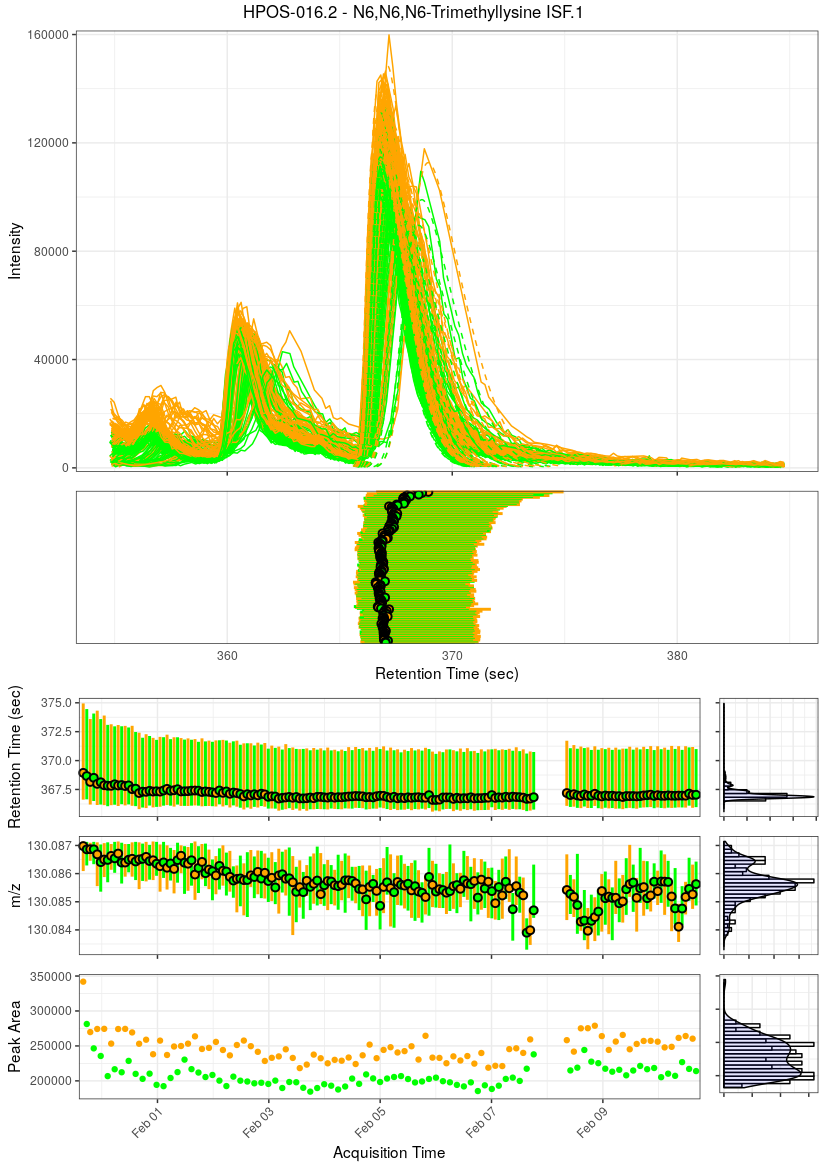 HPOS-016.2 - N6,N6,N6-Trimethyllysine ISF.1
160000
120000
80000
40000
0
Intensity
360
370
380
Retention Time (sec)
375.0
372.5
370.0
367.5
Retention Time (sec)
130.087
130.086
130.085
130.084
m/z
350000
300000
250000
200000
Peak Area
Feb 01
Feb 03
Feb 05
Feb 07
Feb 09
Acquisition Time